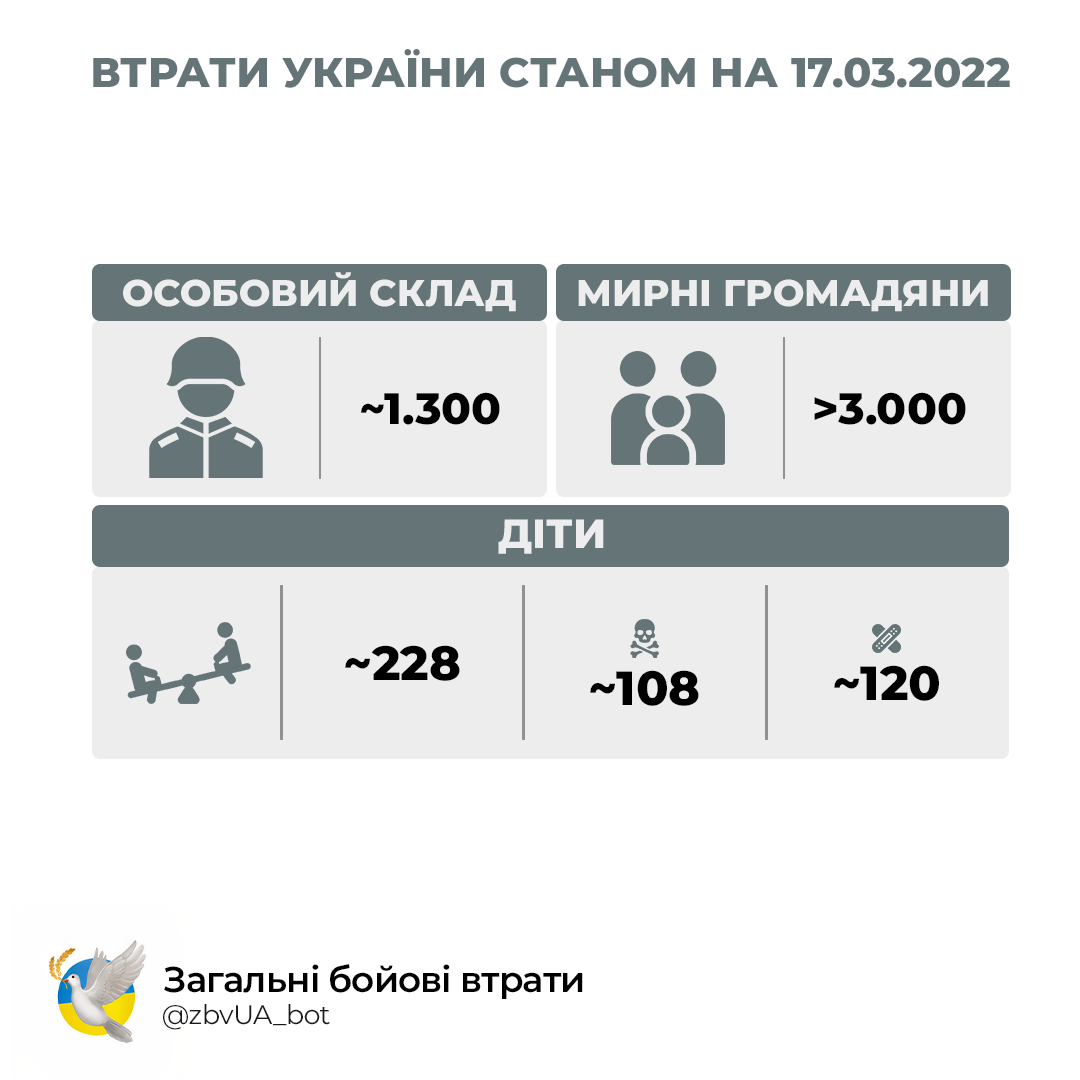 ВТРАТИ УКРАЇНИ СТАНОМ НА 17.03.2022
ОСОБОВИЙ СКЛАД
~1.300
МИРНІ ГРОМАДЯНИ
>3.000
ДІТИ
~228
~108
~120
Загальні бойові втрати
@zbvUA_bot